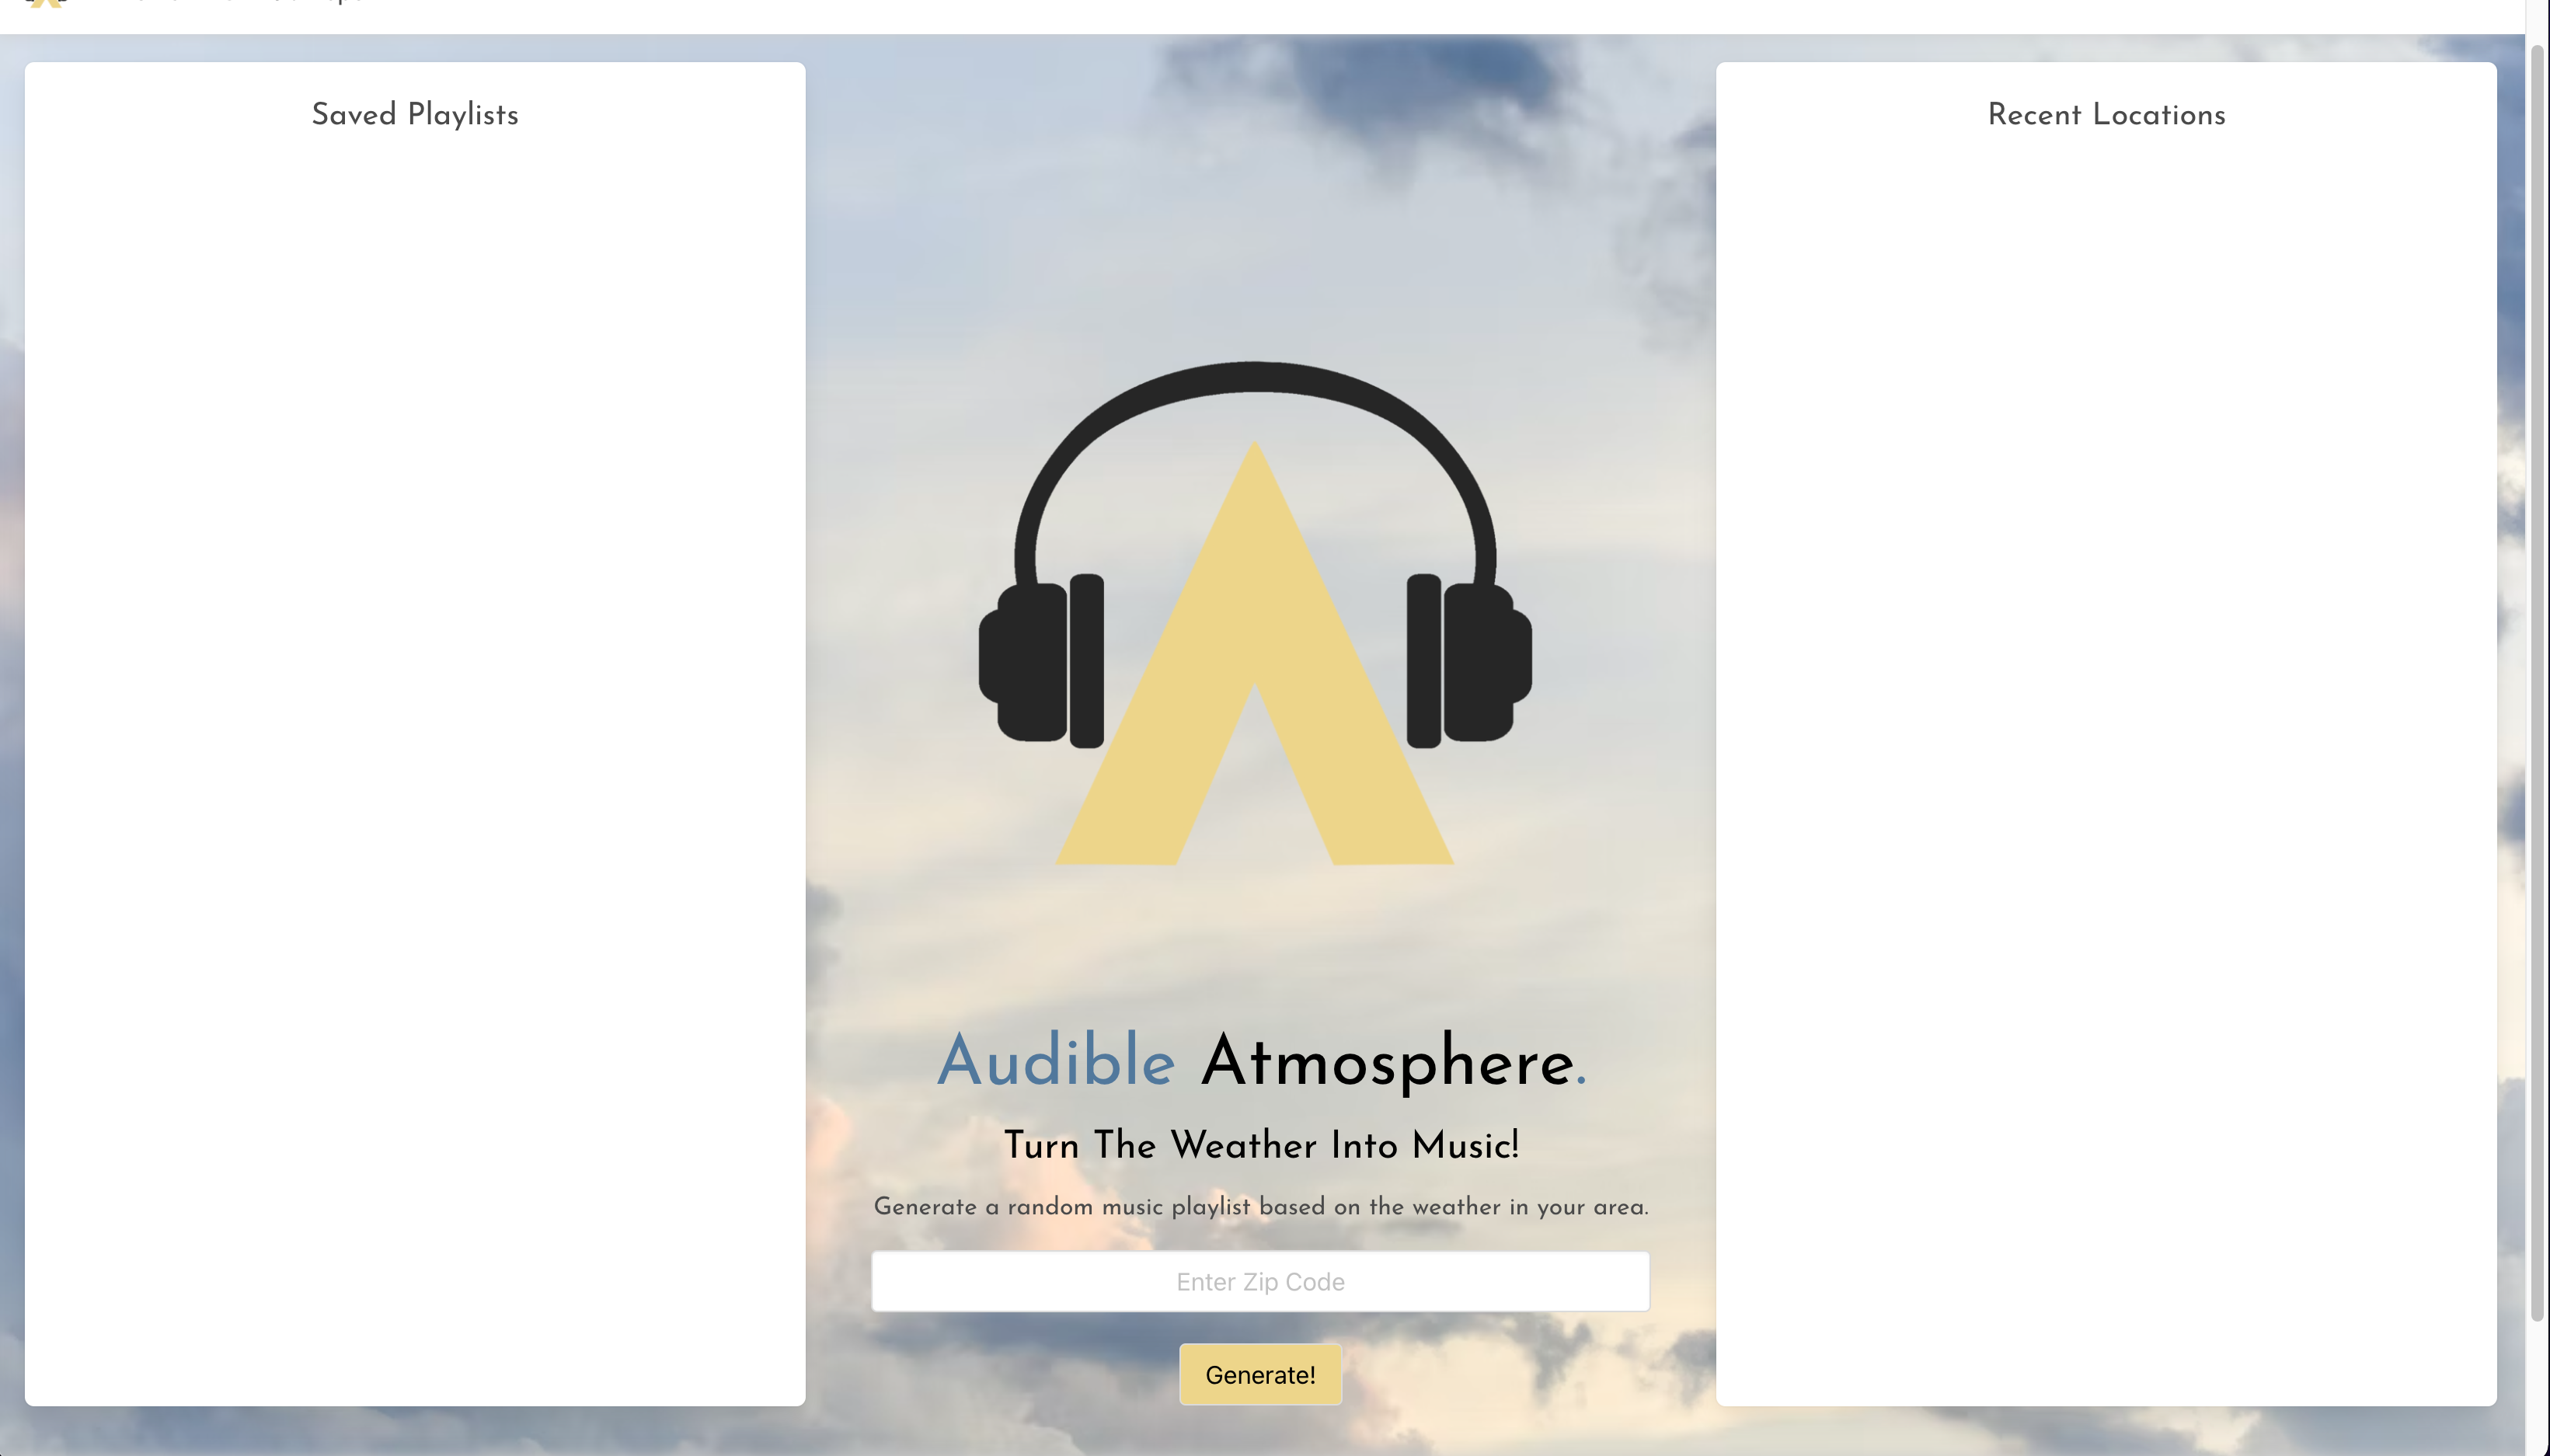 Saved Playlists
Recent Locations
Audible Atmosphere.
Turn The Weather Into Music!
Generate a random music playlist based on the weather in your area.
Enter Zip Code
Generate!